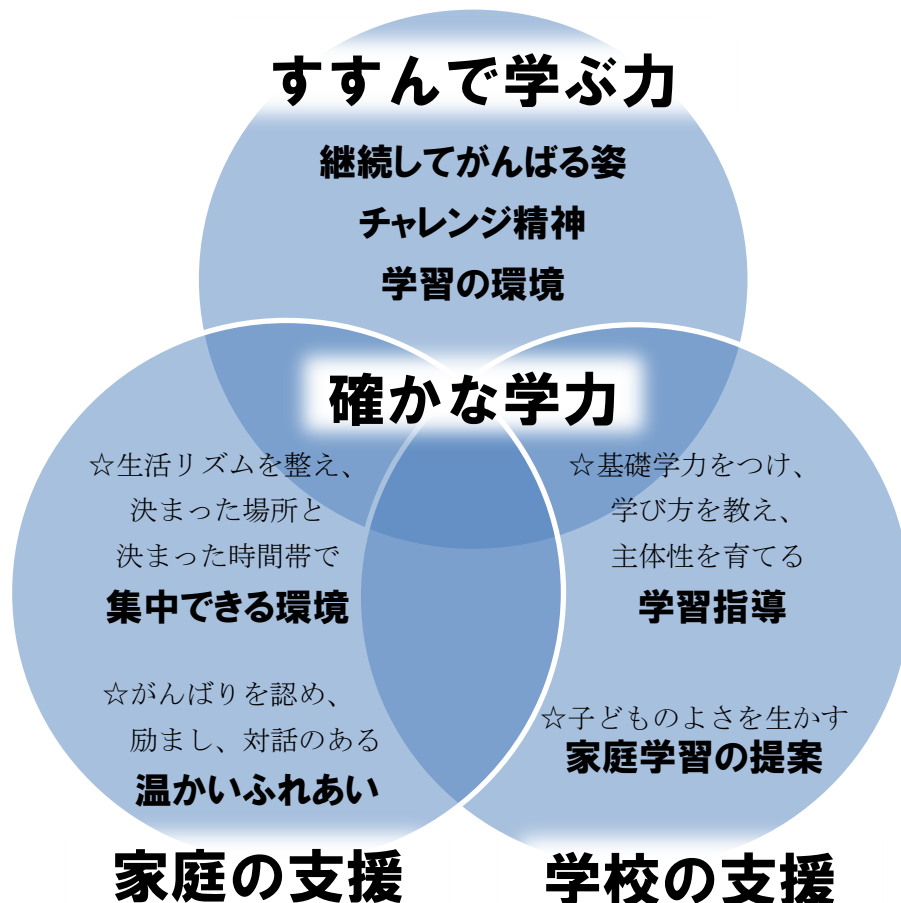 すすんで学ぶ力
継続してがんばる姿
チャレンジ精神
学習の環境
確かな学力
☆生活リズムを整え、
決まった場所と
決まった時間帯で
集中できる環境
☆がんばりを認め、
励まし、対話のある
温かいふれあい
家庭の支援
☆基礎学力をつけ、
学び方を教え、
主体性を育てる
学習指導
☆子どものよさを生かす
家庭学習の提案
学校の支援